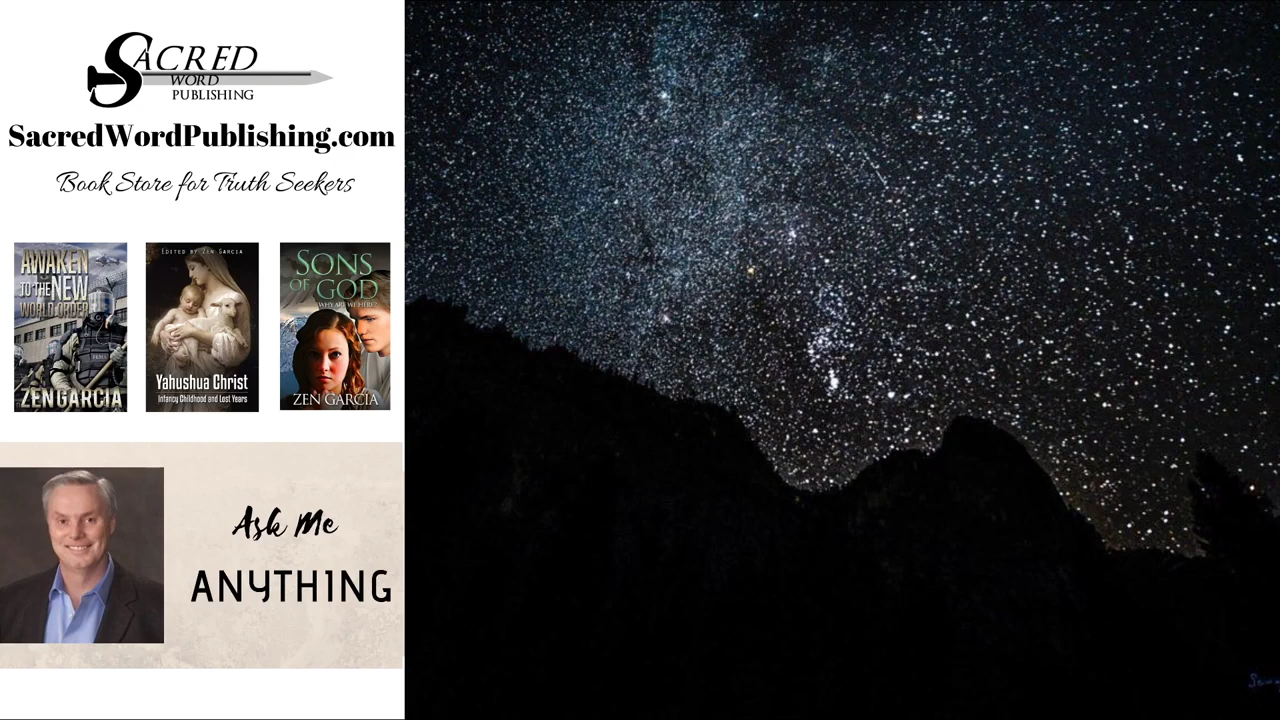 SACRED
WORD
PUBLISHING
SacredWordPublishing.com
Book Store for Truth Seekers
AWAKEN
TO THE NEW
WORLD ORDER
ZEN GARCIA
EDITED BY ZEN GARCIA
Yahushua Christ
Infancy Childhood and Lost Years
SONS
OF GOD
WHY ARE WE HERE?
ZEN GARCIA
Ask Me
ANYTHING